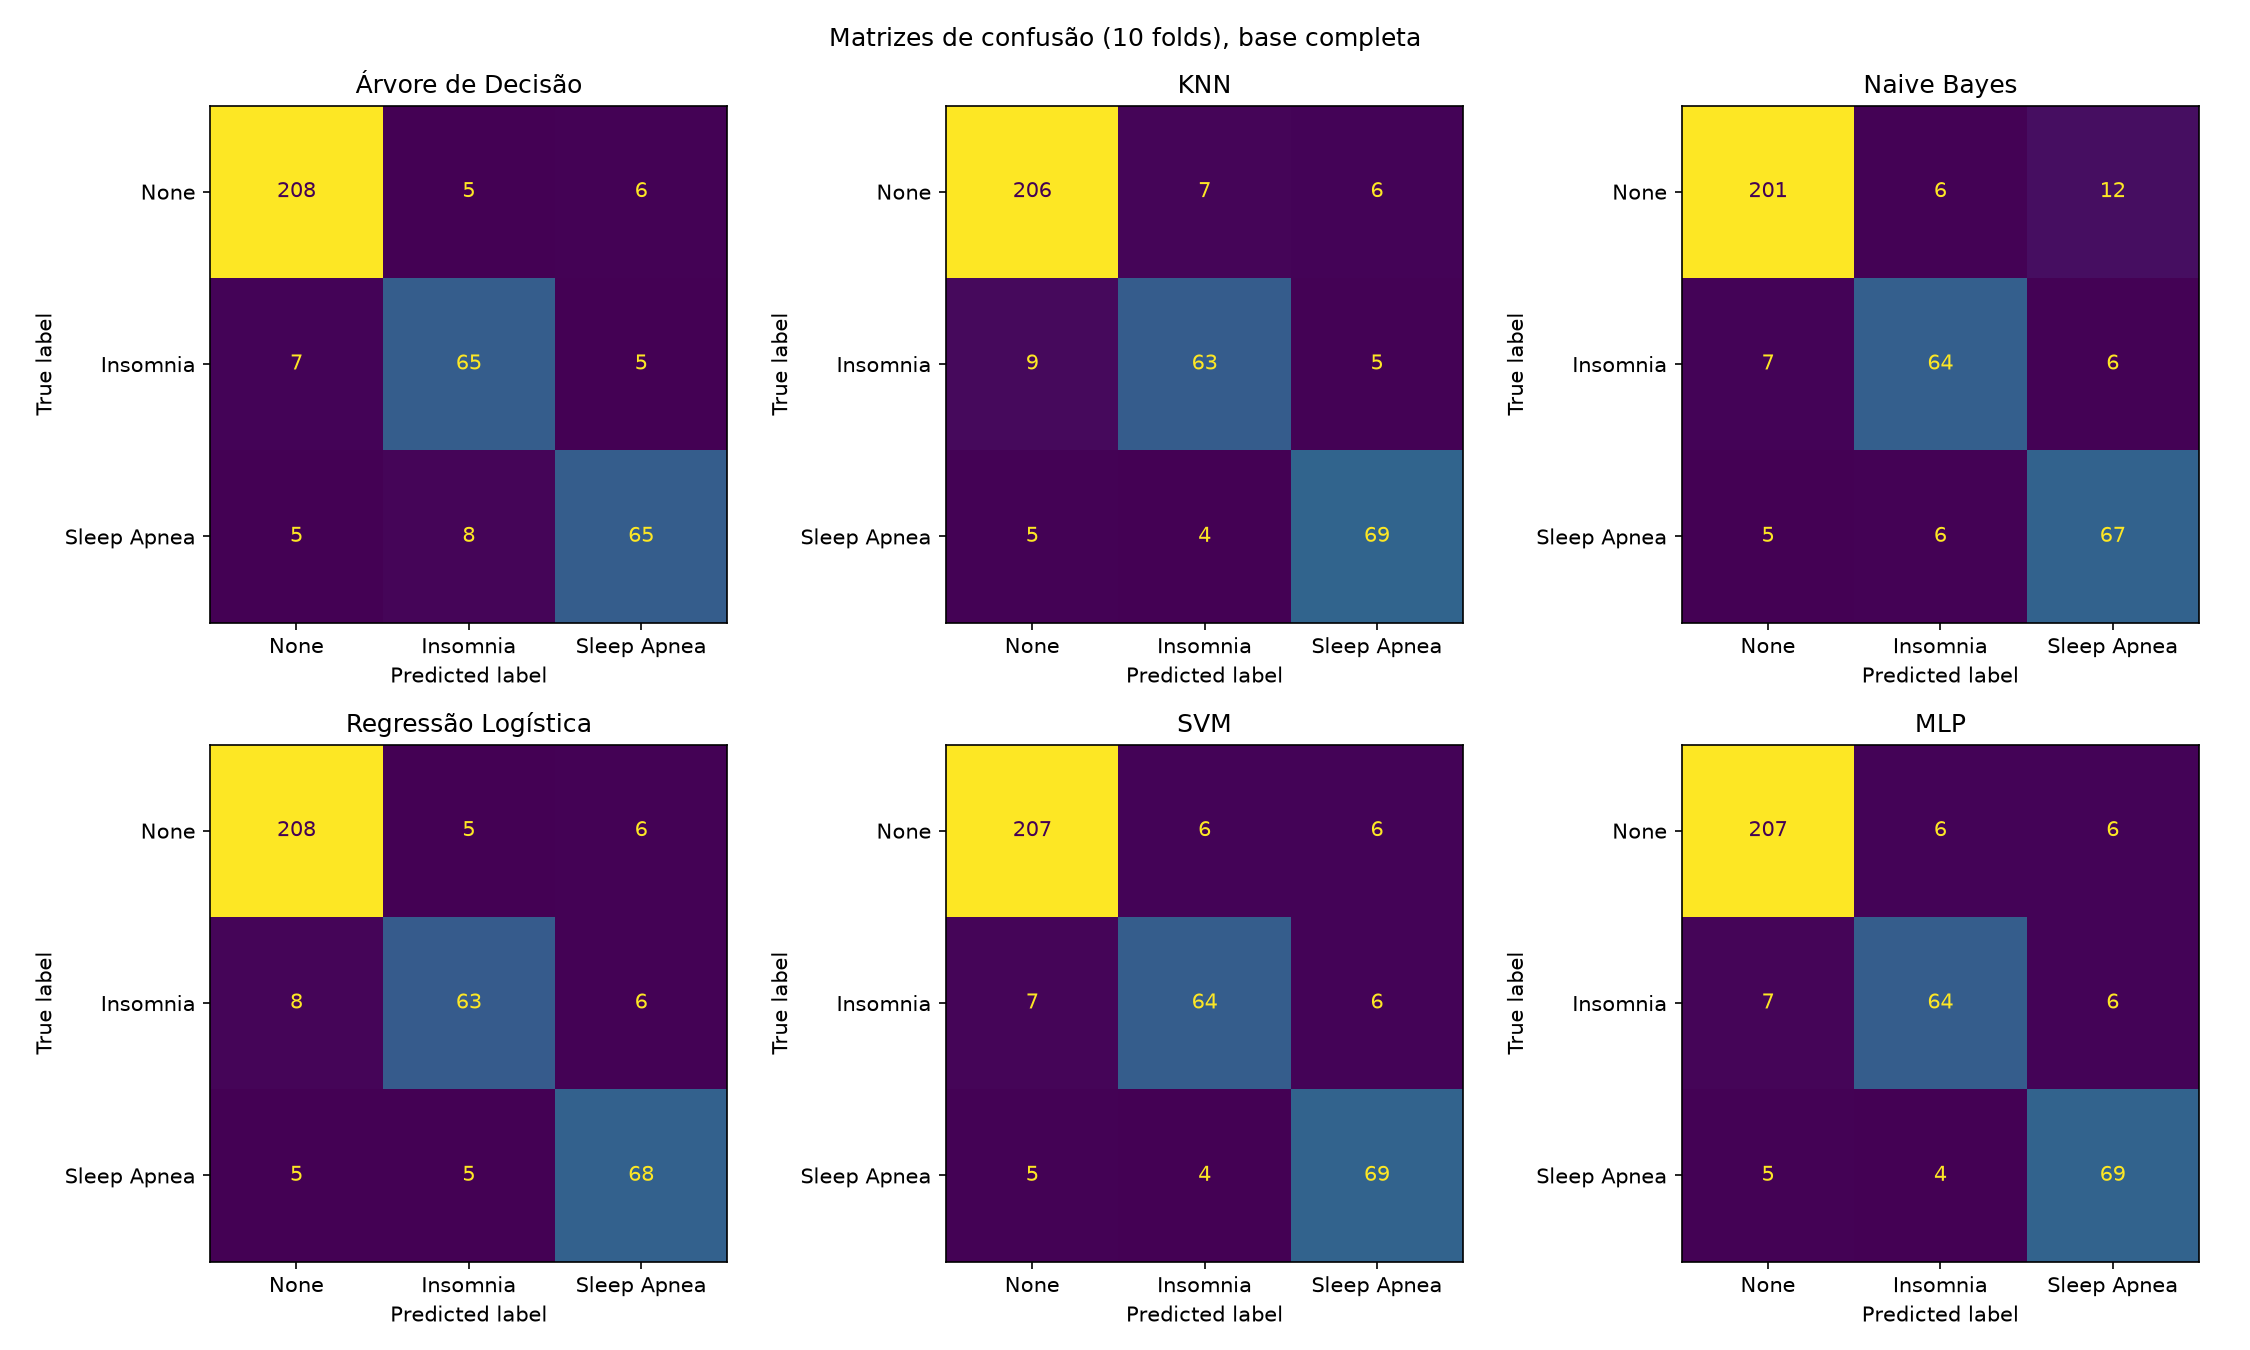 Matrizes de confusão (10 folds), base completa
Árvore de Decisão
True label
None 208 5 6
Insomnia 7 65 5
Sleep Apnea 5 8 65
None Insomnia Sleep Apnea
Predicted label
KNN
True label
None 206 7 6
Insomnia 9 63 5
Sleep Apnea 5 4 69
None Insomnia Sleep Apnea
Predicted label
Naive Bayes
True label
None 201 6 12
Insomnia 7 64 6
Sleep Apnea 5 6 67
None Insomnia Sleep Apnea
Predicted label
Regressão Logística
True label
None 208 5 6
Insomnia 8 63 6
Sleep Apnea 5 5 68
None Insomnia Sleep Apnea
Predicted label
SVM
True label
None 207 6 6
Insomnia 7 64 6
Sleep Apnea 5 4 69
None Insomnia Sleep Apnea
Predicted label
MLP
True label
None 207 6 6
Insomnia 7 64 6
Sleep Apnea 5 4 69
None Insomnia Sleep Apnea
Predicted label